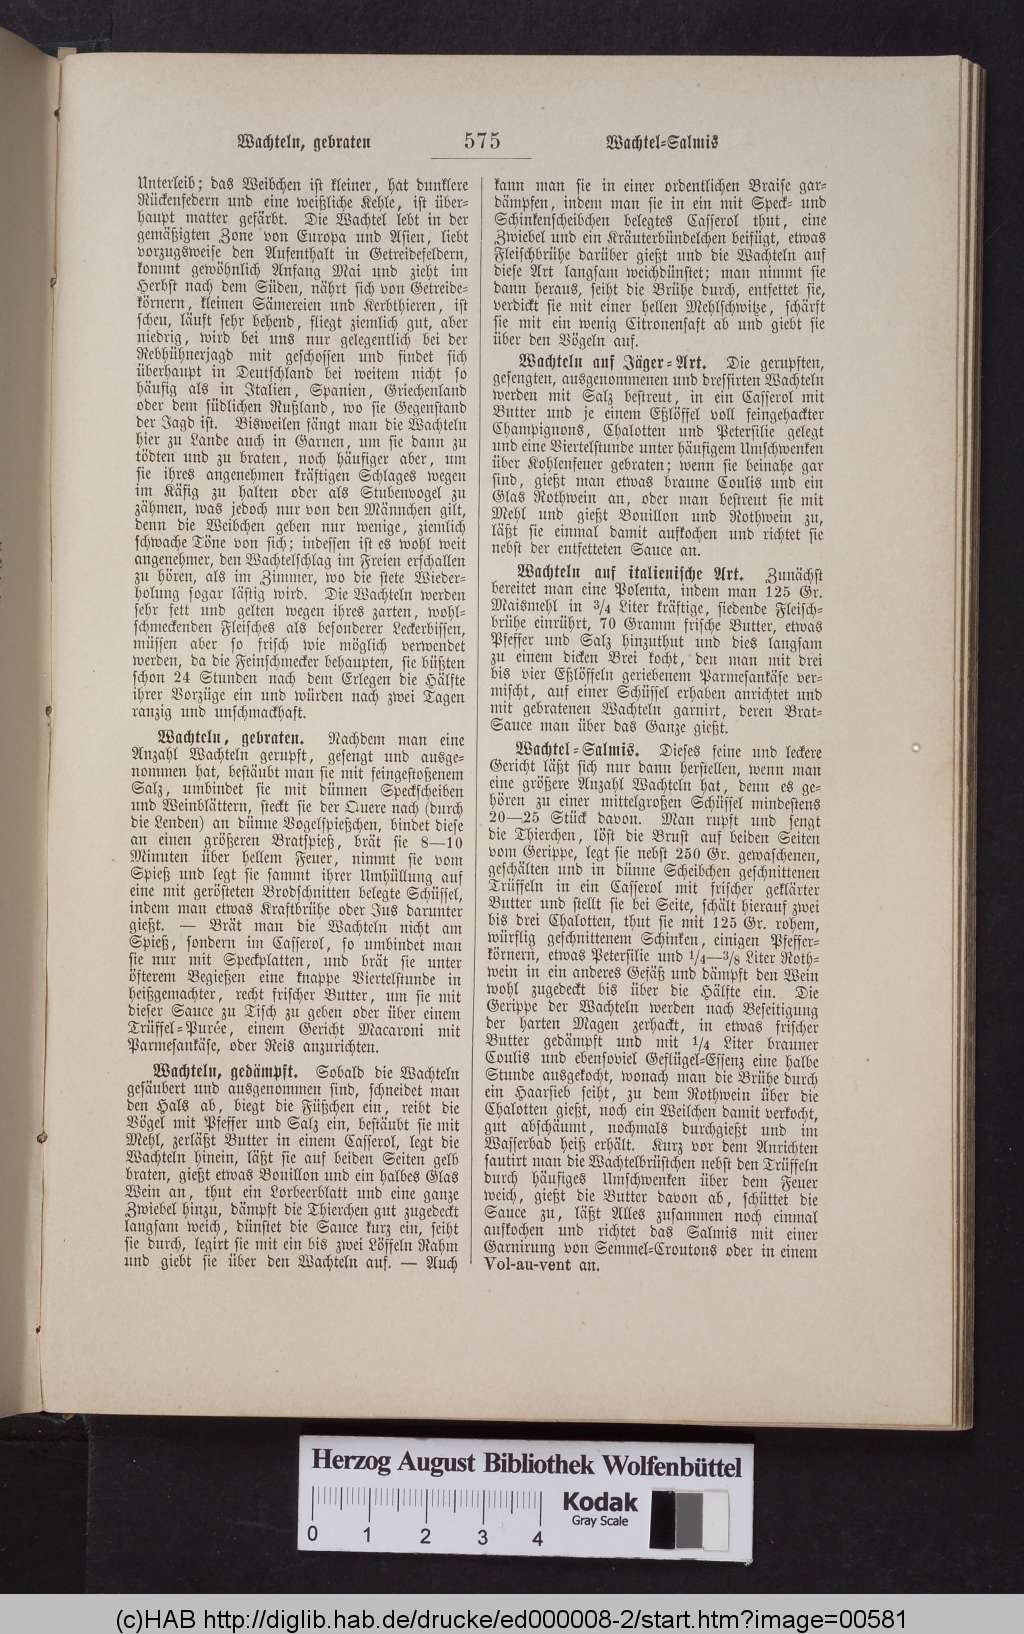 Wachteln, gebraten
575
Wachtel-Salmis
Unterleib; das Weibchen ist kleiner, hat dunklere
Rückenfedern und eine weißliche Kehle, ist über-
haupt matter gefärbt. Die Wachtel lebt in der
gemäßigten Zone von Europa und Asien, liebt
vorzugsweise den Aufenthalt in Getreidefeldern,
kommt gewöhnlich Anfang Mai und zieht im
Herbst nach dem Süden, nährt sich von Getreide-
körnern, kleinen Sämereien und Kerbthieren, ist
scheu, läuft sehr behend, fliegt ziemlich gut, aber
niedrig, wird bei uns nur gelegentlich bei der
Rebhühnerjagd mit geschossen und findet sich
überhaupt in Deutschland bei weitem nicht so
häufig als in Italien, Spanien, Griechenland
oder dem südlichen Rußland, wo sie Gegenstand
der Jagd ist. Bisweilen fängt man die Wachteln
hier zu Lande auch in Garnen, um sie dann zu
tödten und zu braten, noch häufiger aber, um
sie ihres angenehmen kräftigen Schlages wegen
im Käfig zu halten oder als Stubenvogel zu
zähmen, was jedoch nur von den Männchen gilt,
denn die Weibchen geben nur wenige, ziemlich
schwache Töne von sich; indessen ist es wohl weit
angenehmer, den Wachtelschlag im Freien erschallen
zu hören, als im Zimmer, wo die stete Wieder-
holung sogar lästig wird. Die Wachteln werden
sehr fett und gelten wegen ihres zarten, wohl-
schmeckenden Fleisches als besonderer Leckerbissen,
müssen aber so frisch wie möglich verwendet
werden, da die Feinschmecker behaupten, sie büßten
schon 24 Stunden nach dem Erlegen die Hälfte
ihrer Vorzüge ein und würden nach zwei Tagen
ranzig und unschmackhaft.
Wachteln, gebraten. Nachdem man eine
Anzahl Wachteln gerupft, gesengt und ausge-
nommen hat, bestäubt man sie mit feingestoßenem
Salz, umbindet sie mit dünnen Speckscheiben
und Weinblättern, steckt sie der Quere nach (durch
die Lenden) an dünne Vogelspießchen, bindet diese
an einen größeren Bratspieß, brät sie 8—10
Minuten über hellem Feuer, nimmt sie vom
Spieß und legt sie sammt ihrer Umhüllung auf
eine mit gerösteten Brodschnitten belegte Schüssel,
indem man etwas Kraftbrühe oder Jus darunter
gießt. — Brät man die Wachteln nicht am
Spieß, sondern im Casserol, so umbindet man
sie nur mit Speckplatten, und brät sie unter
öfterem Begießen eine knappe Viertelstunde in
heißgemachter, recht frischer Butter, um sie mit
dieser Sauce zu Tisch zu geben oder über einem
Trüffel-Purée, einem Gericht Macaroni mit
Parmesankäse, oder Reis anzurichten.
Wachteln, gedämpft. Sobald die Wachteln
gesäubert und ausgenommen sind, schneidet man
den Hals ab, biegt die Füßchen ein, reibt die
Vögel mit Pfeffer und Salz ein, bestäubt sie mit
Mehl, zerläßt Butter in einem Casserol, legt die
Wachteln hinein, läßt sie auf beiden Seiten gelb
braten, gießt etwas Bouillon und ein halbes Glas
Wein an, thut ein Lorbeerblatt und eine ganze
Zwiebel hinzu, dämpft die Thierchen gut zugedeckt
langsam weich, dünstet die Sauce kurz ein, seiht
sie durch, legirt sie mit ein bis zwei Löffeln Rahm
und giebt sie über den Wachteln auf. — Auch
kann man sie in einer ordentlichen Braise gar-
dämpfen, indem man sie in ein mit Speck- und
Schinkenscheibchen belegtes Casserol thut, eine
Zwiebel und ein Kräuterbündelchen beifügt, etwas
Fleischbrühe darüber gießt und die Wachteln auf
diese Art langsam weichdünstet; man nimmt sie
dann heraus, seiht die Brühe durch, entfettet sie,
verdickt sie mit einer hellen Mehlschwitze, schärft
sie mit ein wenig Citronensaft ab und giebt sie
über den Vögeln auf.
Wachteln auf Jäger-Art. Die gerupften,
gesengten, ausgenommenen und dressirten Wachteln
werden mit Salz bestreut, in ein Casserol mit
Butter und je einem Eßlöffel voll feingehackter
Champignons, Chalotten und Petersilie gelegt
und eine Viertelstunde unter häufigem Umschwenken
über Kohlenfeuer gebraten; wenn sie beinahe gar
sind, gießt man etwas braune Coulis und ein
Glas Rothwein an, oder man bestreut sie mit
Mehl und gießt Bouillon und Rothwein zu,
läßt sie einmal damit aufkochen und richtet sie
nebst der entfetteten Sauce an.
Wachteln auf italienische Art. Zunächst
bereitet man eine Polenta, indem man 125 Gr.
Maismehl in 3/4 Liter kräftige, siedende Fleisch-
brühe einrührt, 70 Gramm frische Butter, etwas
Pfeffer und Salz hinzuthut und dies langsam
zu einem dicken Brei kocht, den man mit drei
bis vier Eßlöffeln geriebenem Parmesankäse ver-
mischt, auf einer Schüssel erhaben anrichtet und
mit gebratenen Wachteln garnirt, deren Brat-
Sauce man über das Ganze gießt.
Wachtel-Salmis. Dieses feine und leckere
Gericht läßt sich nur dann herstellen, wenn man
eine größere Anzahl Wachteln hat, denn es ge-
hören zu einer mittelgroßen Schüssel mindestens
20—25 Stück davon. Man rupft und sengt
die Thierchen, löst die Brust auf beiden Seiten
vom Gerippe, legt sie nebst 250 Gr. gewaschenen,
geschälten und in dünne Scheibchen geschnittenen
Trüffeln in ein Casserol mit frischer geklärter
Butter und stellt sie bei Seite, schält hierauf zwei
bis drei Chalotten, thut sie mit 125 Gr. rohem,
würflig geschnittenem Schinken, einigen Pfeffer-
körnern, etwas Petersilie und 1/4—3/8 Liter Roth-
wein in ein anderes Gefäß und dämpft den Wein
wohl zugedeckt bis über die Hälfte ein. Die
Gerippe der Wachteln werden nach Beseitigung
der harten Magen zerhackt, in etwas frischer
Butter gedämpft und mit 1/4 Liter brauner
Coulis und ebensoviel Geflügel-Essenz eine halbe
Stunde ausgekocht, wonach man die Brühe durch
ein Haarsieb seiht, zu dem Rothwein über die
Chalotten gießt, noch ein Weilchen damit verkocht,
gut abschäumt, nochmals durchgießt und im
Wasserbad heiß erhält. Kurz vor dem Anrichten
sautirt man die Wachtelbrüstchen nebst den Trüffeln
durch häufiges Umschwenken über dem Feuer
weich, gießt die Butter davon ab, schüttet die
Sauce zu, läßt Alles zusammen noch einmal
aufkochen und richtet das Salmis mit einer
Garnirung von Semmel-Croutons oder in einem
Vol-au-vent an.
Herzog August Bibliothek Wolfenbüttel
Kodak
Gray Scale
0 1 2 3 4
(c)HAB http://diglib.hab.de/drucke/ed000008-2/start.htm?image=00581